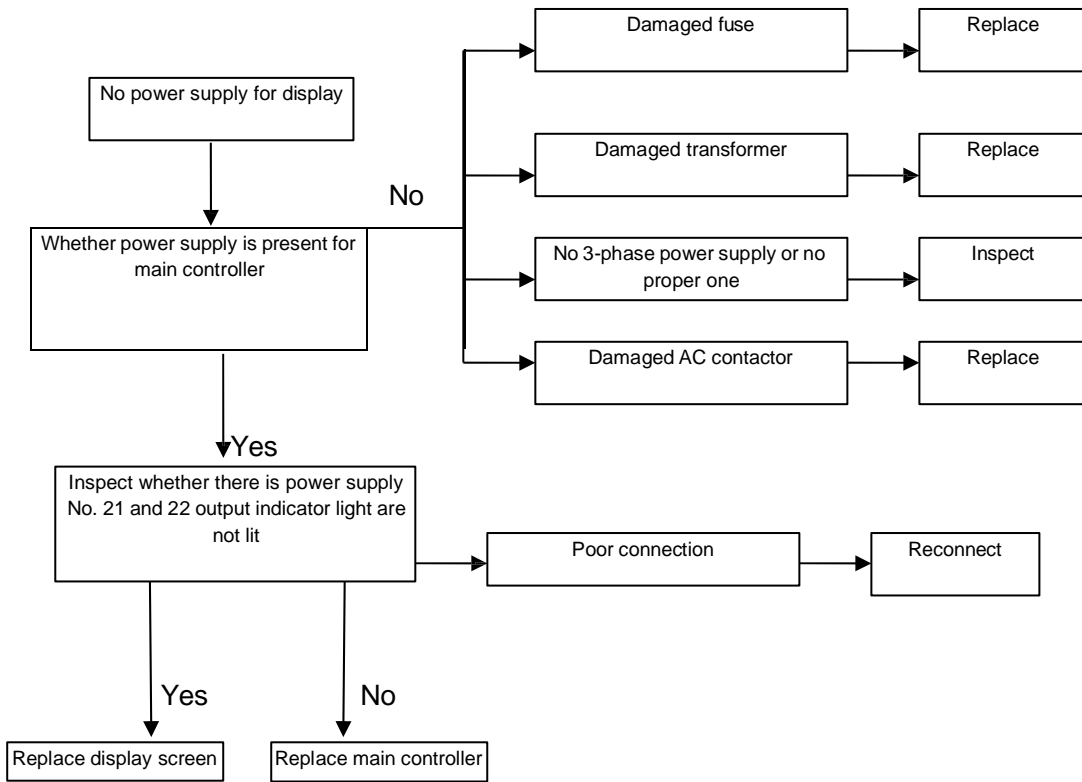 Damaged fuse
Replace
No power supply for display
Damaged transformer
Replace
No
Whether power supply is present for
main controller
No 3-phase power supply or no
proper one
Inspect
Damaged AC contactor
Replace
Yes
Inspect whether there is power supply
No. 21 and 22 output indicator light are
not lit
Poor connection
Reconnect
Yes
No
Replace display screen
Replace main controller